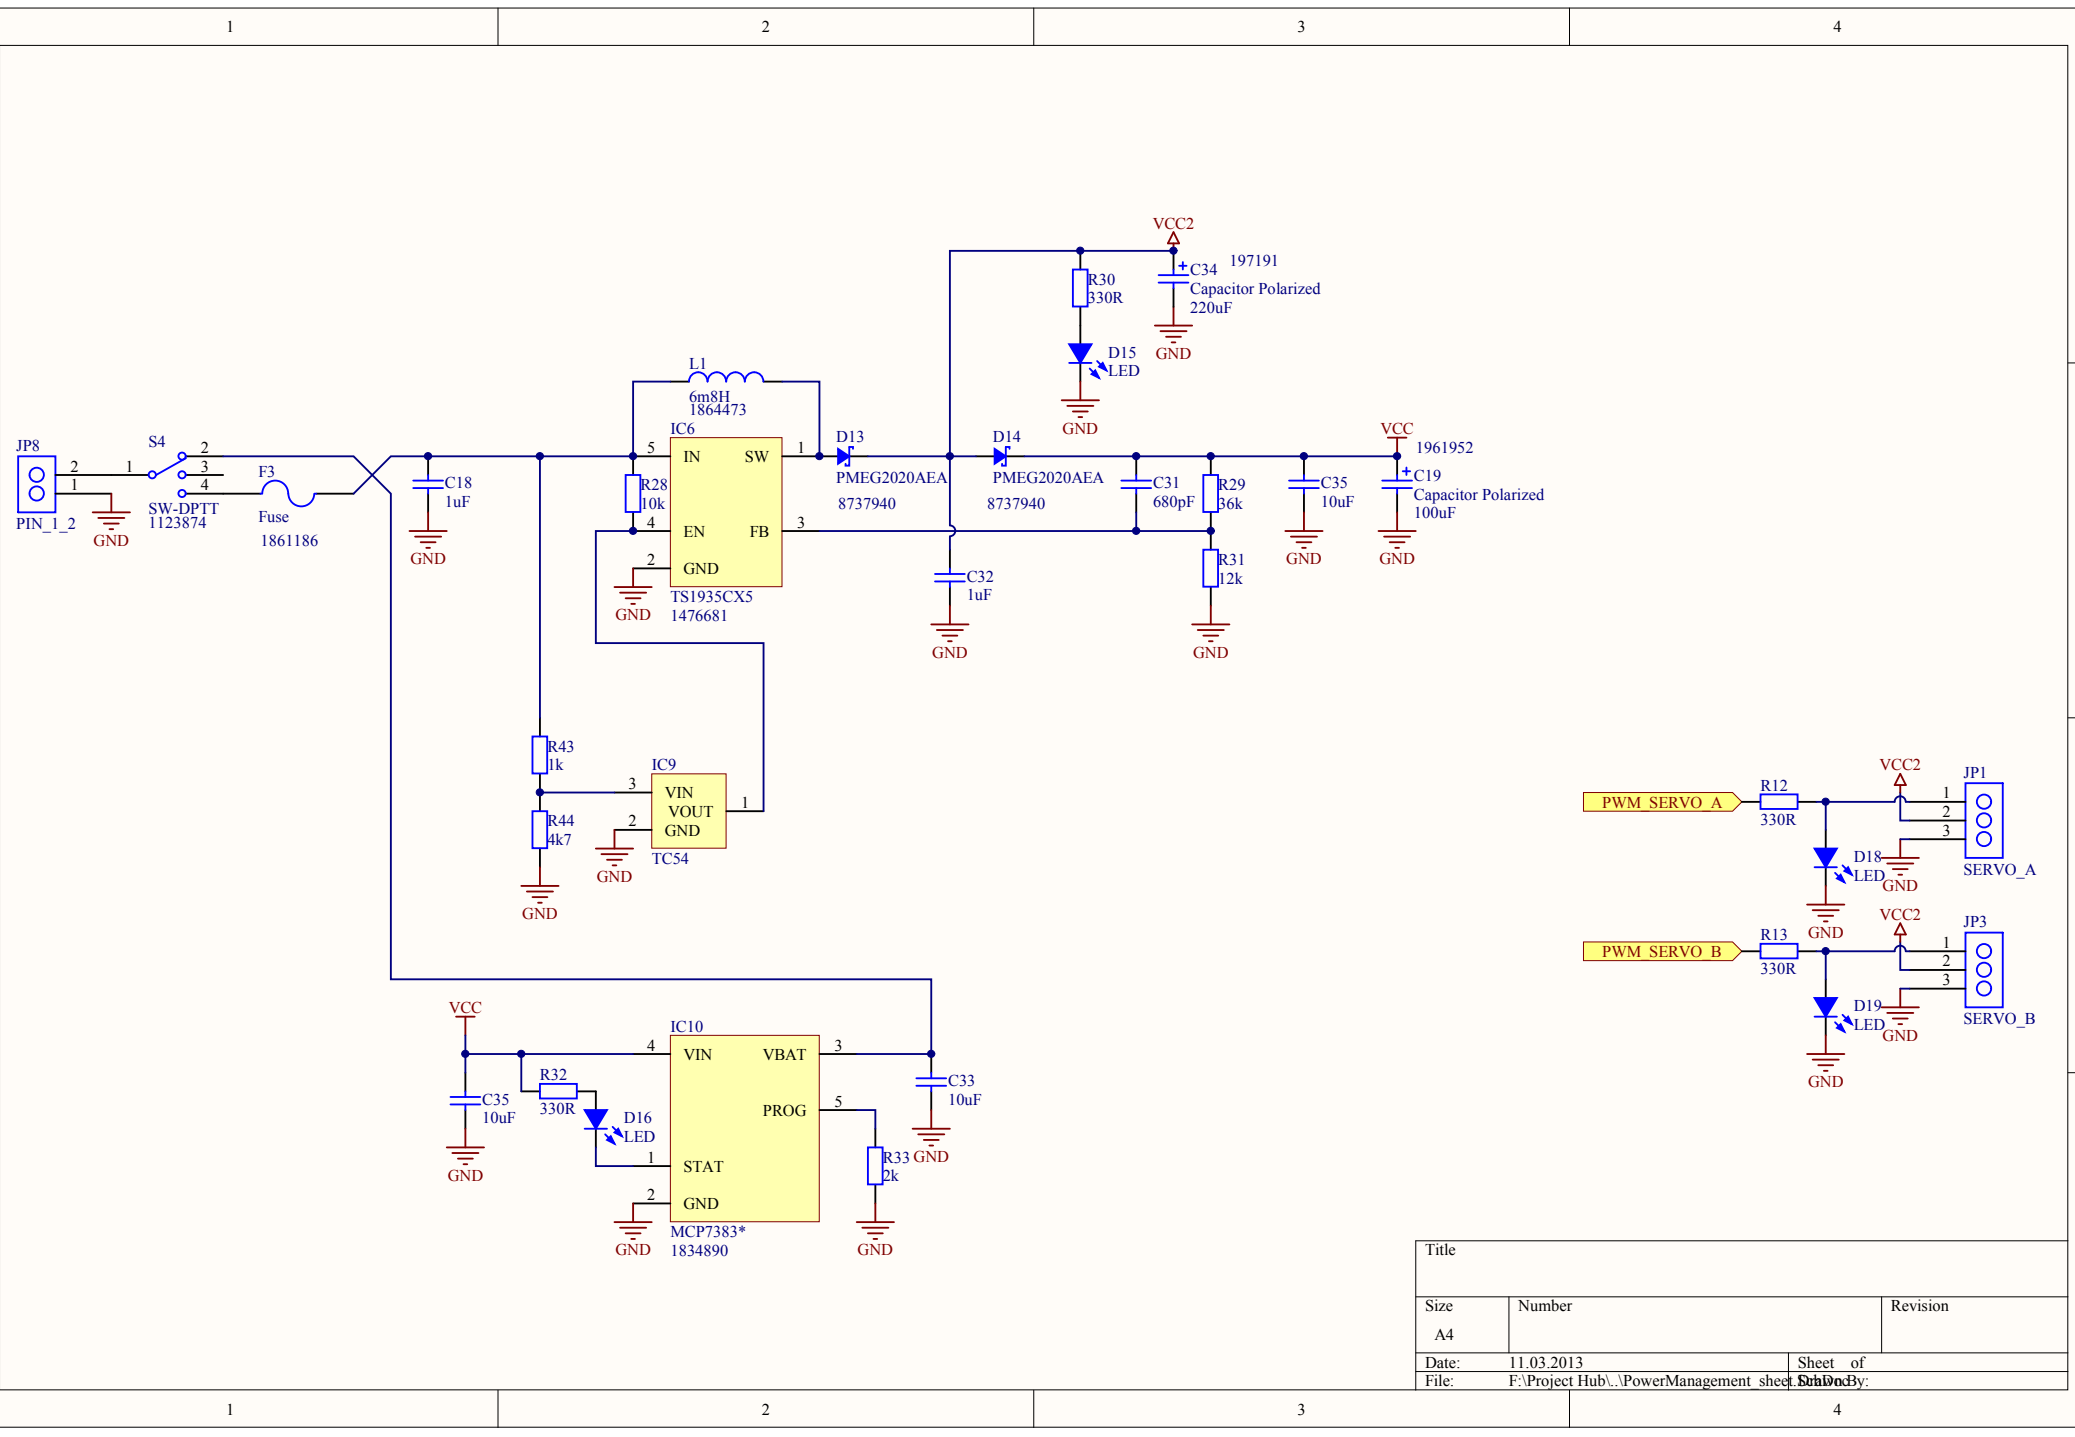 1 2 3 4
VCC2
197191
C34
Capacitor Polarized
220uF
R30
330R
GND
D15
LED
GND
L1
6m8H
1864473
IC6
JP8
2
1
PIN_1_2
GND
S4
1
2
3
4
SW-DPTT
1123874
F3
Fuse
1861186
C18
1uF
GND
R28
10k
5 IN SW 1
4 EN FB 3
2 GND
GND
TS1935CX5
1476681
D13
PMEG2020AEA
8737940
D14
PMEG2020AEA
8737940
C32
1uF
GND
C31
680pF
R29
36k
R31
12k
GND
C35
10uF
GND
VCC
1961952
C19
Capacitor Polarized
100uF
GND
R43
1k
R44
4k7
GND
IC9
3 VIN
VOUT 1
2 GND
GND
TC54
PWM_SERVO_A
R12
330R
D18
LED
GND
VCC2
GND
JP1
1
2
3
SERVO_A
PWM_SERVO_B
R13
330R
D19
LED
GND
VCC2
GND
JP3
1
2
3
SERVO_B
VCC
C35
10uF
GND
R32
330R
D16
LED
IC10
4 VIN VBAT 3
PROG 5
1 STAT
2 GND
GND
MCP7383*
1834890
C33
10uF
GND
R33
2k
GND
Title
Size Number Revision
A4
Date: 11.03.2013 Sheet of
File: F:\Project Hub\..\PowerManagement_sheet.SchDoc Drawn By:
1 2 3 4